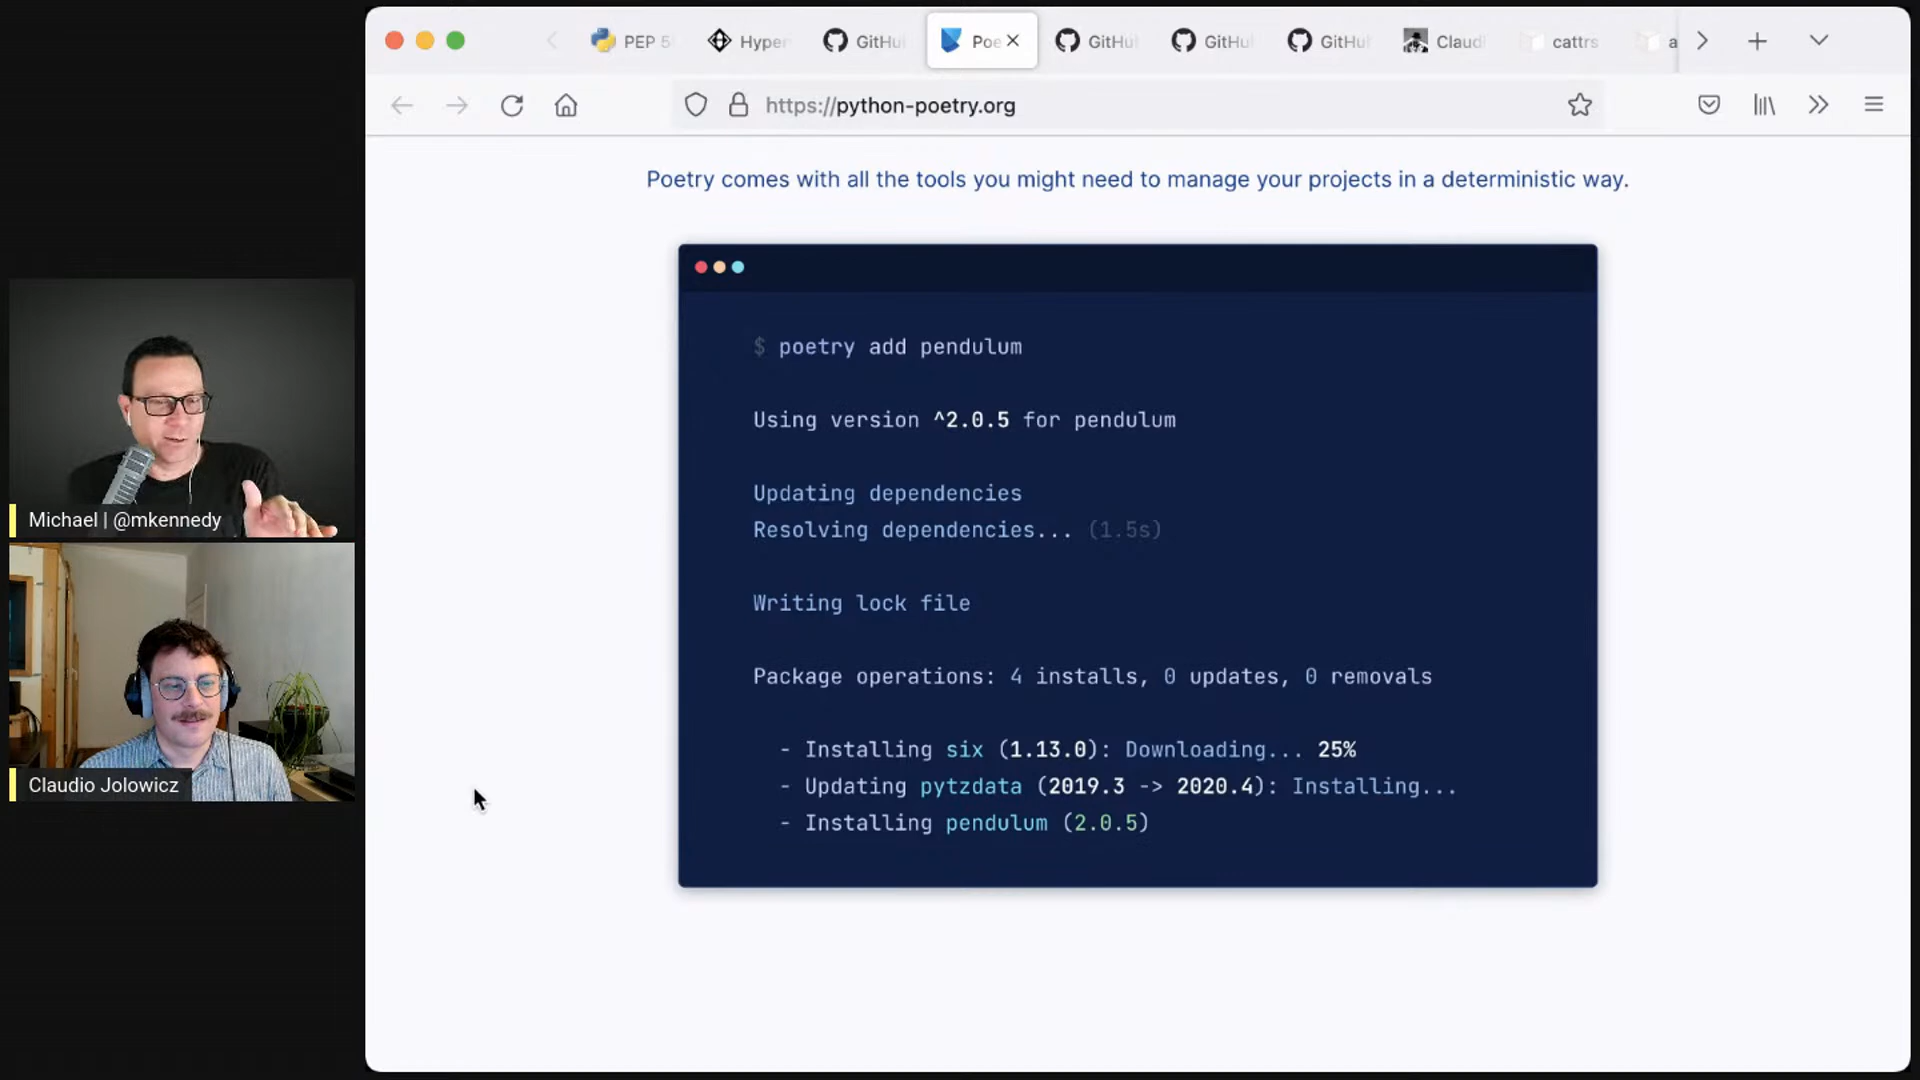 PEP 5
Hyper
GitHu
Poe
GitHu
GitHu
GitHu
Claudi
cattrs
a
https://python-poetry.org
Poetry comes with all the tools you might need to manage your projects in a deterministic way.
$ poetry add pendulum
Using version ^2.0.5 for pendulum
Updating dependencies
Resolving dependencies... (1.5s)
Writing lock file
Package operations: 4 installs, 0 updates, 0 removals
- Installing six (1.13.0): Downloading... 25%
- Updating pytzdata (2019.3 -> 2020.4): Installing...
- Installing pendulum (2.0.5)
Michael | @mkennedy
Claudio Jolowicz